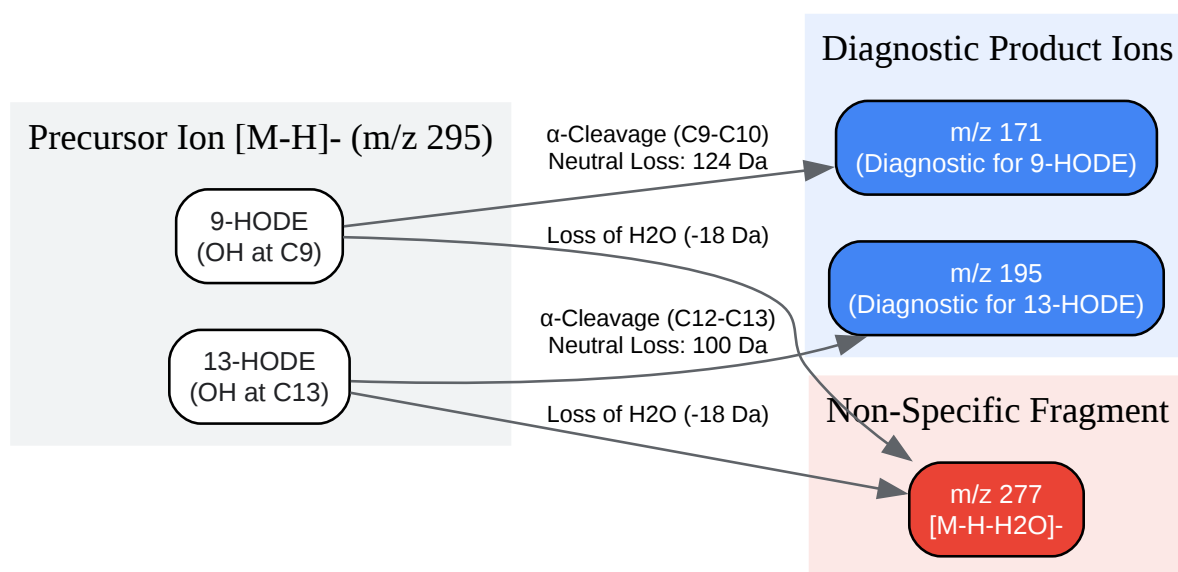 Precursor Ion [M-H]- (m/z 295)
9-HODE
(OH at C9)
13-HODE
(OH at C13)
α-Cleavage (C9-C10)
Neutral Loss: 124 Da
Loss of H2O (-18 Da)
α-Cleavage (C12-C13)
Neutral Loss: 100 Da
Loss of H2O (-18 Da)
Diagnostic Product Ions
m/z 171
(Diagnostic for 9-HODE)
m/z 195
(Diagnostic for 13-HODE)
Non-Specific Fragment
m/z 277
[M-H-H2O]-